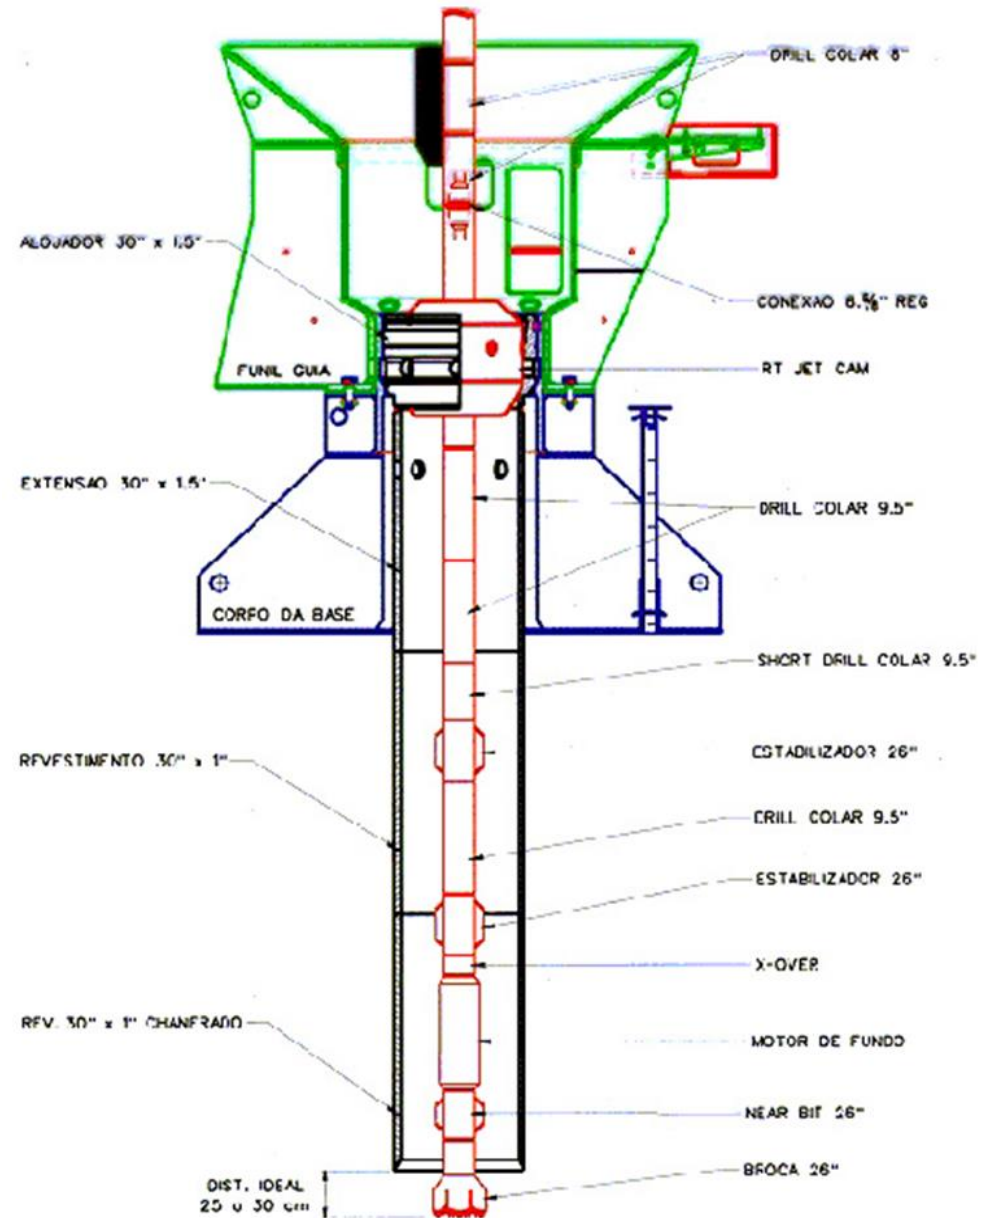 DRILL COLAR 8"
ALOJADOR 30" x 1.5"
CONEXAO 6.⅝" REG
FUNIL GUIA
RT JET CAM
EXTENSAO 30" x 1.5"
DRILL COLAR 9.5"
CORPO DA BASE
SHORT DRILL COLAR 9.5"
REVESTIMENTO 30" x 1"
ESTABILIZADOR 26"
DRILL COLAR 9.5"
ESTABILIZADOR 26"
X-OVER
REV. 30" x 1" CHANFRADO
MOTOR DE FUNDO
NEAR BIT 26"
BROCA 26"
DIST. IDEAL
25 a 30 cm